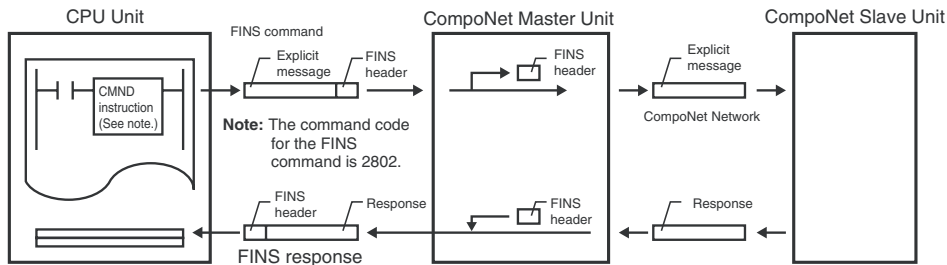 CPU Unit
CompoNet Master Unit
CompoNet Slave Unit
FINS command
Explicit
message
FINS
header
FINS
header
Explicit
message
CMND
instruction
(See note.)
CompoNet Network
Note: The command code
for the FINS
command is 2802.
FINS
header
Response
FINS
header
Response
FINS response